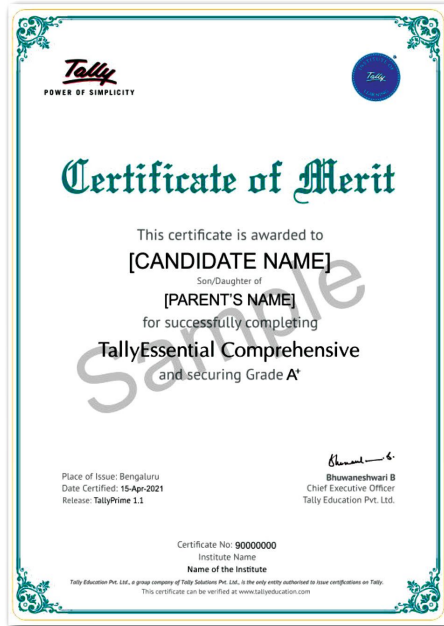 Tally
POWER OF SIMPLICITY
Tally
Certificate of Merit
This certificate is awarded to
[CANDIDATE NAME]
Son/Daughter of
[PARENT'S NAME]
for successfully completing
TallyEssential Comprehensive
and securing Grade A+
Sample
Place of Issue: Bengaluru
Date Certified: 15-Apr-2021
Release: TallyPrime 1.1
Bhuwaneshwari B
Chief Executive Officer
Tally Education Pvt. Ltd.
Certificate No: 90000000
Institute Name
Name of the Institute
Tally Education Pvt. Ltd., a group company of Tally Solutions Pvt. Ltd., is the only entity authorised to issue certifications on Tally.
This certificate can be verified at www.tallyeducation.com